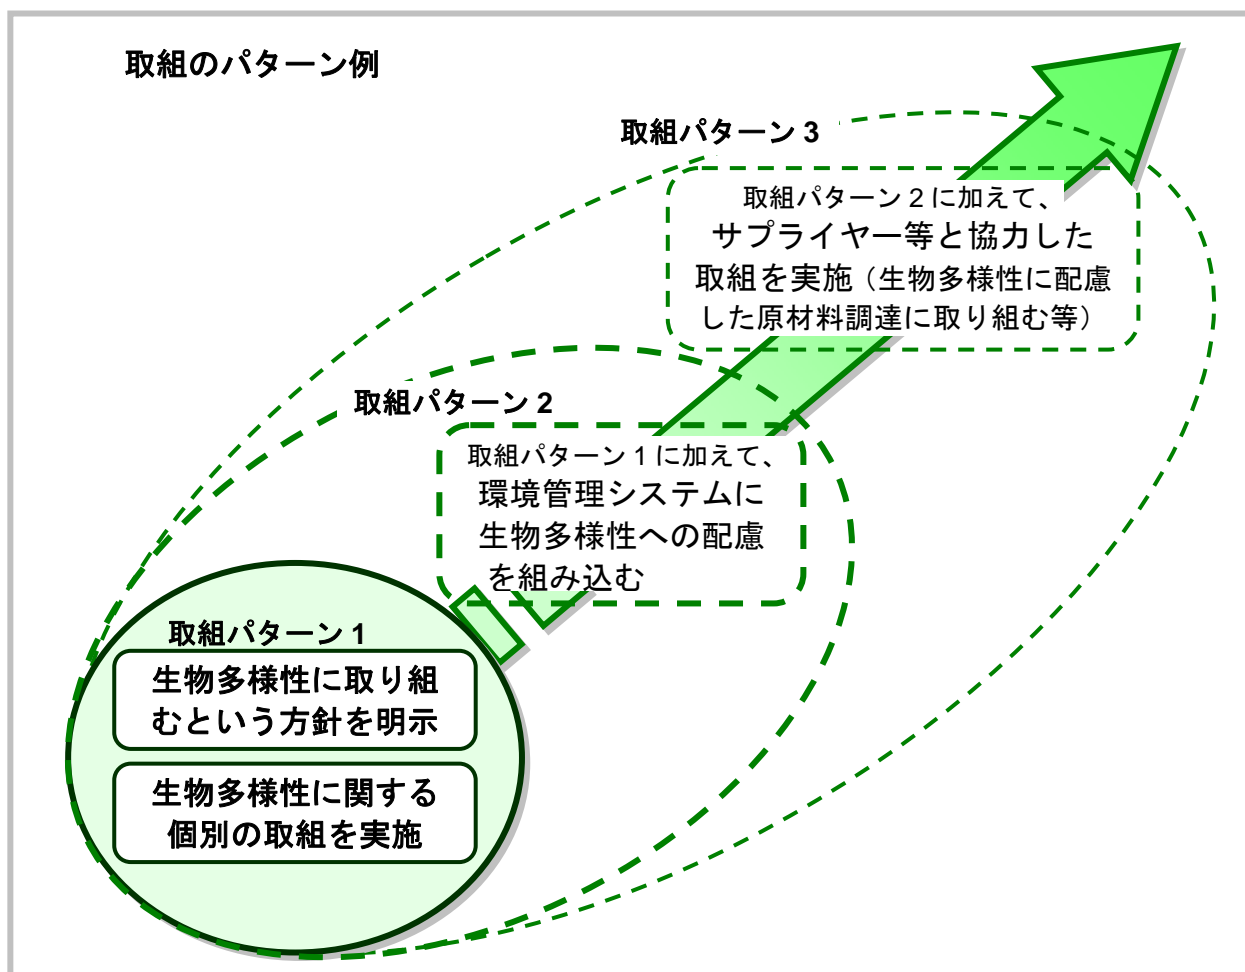 取組のパターン例
取組パターン 3
取組パターン 2 に加えて、
サプライヤー等と協力した
取組を実施（生物多様性に配慮
した原材料調達に取り組む等）
取組パターン 2
取組パターン 1 に加えて、
環境管理システムに
生物多様性への配慮
を組み込む
取組パターン 1
生物多様性に取り組
むという方針を明示
生物多様性に関する
個別の取組を実施